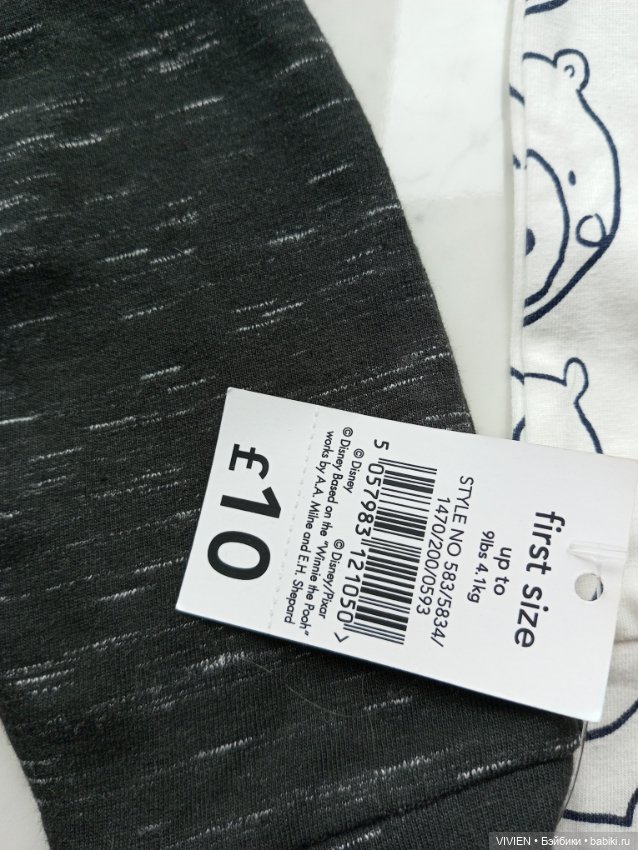 first size
up to
9lbs 4.1kg
STYLE NO 583/5834/
1470/200/0593
5 057983 121050 >
© Disney © Disney/Pixar
© Disney Based on the "Winnie the Pooh"
works by A.A. Milne and E.H. Shepard
£10
VIVIEN • Бэйбики • babiki.ru